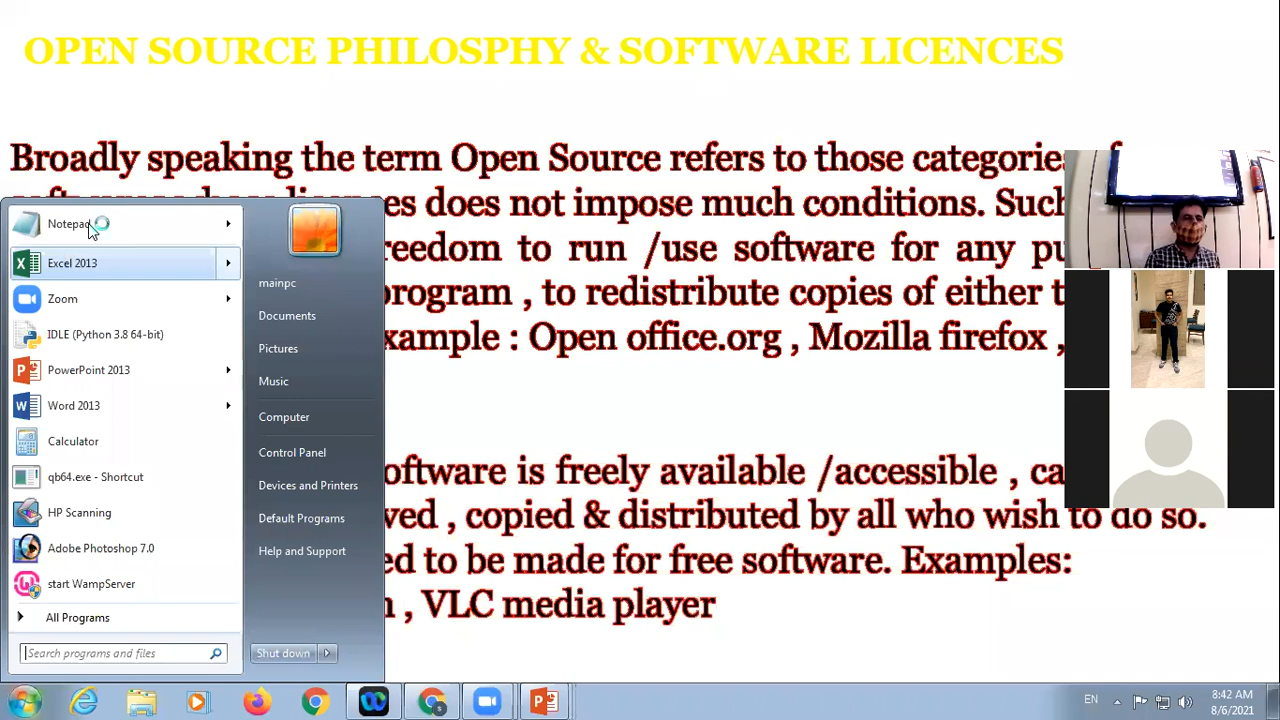 OPEN SOURCE PHILOSPHY & SOFTWARE LICENCES
Broadly speaking the term Open Source refers to those categories
does not impose much conditions. Such
reedom to run /use software for any
program , to redistribute copies of either
xample : Open office.org , Mozilla firefox ,
oftware is freely available /accessible ,
ved , copied & distributed by all who wish to do so.
ed to be made for free software. Examples:
, VLC media player
Notepad
Excel 2013
Zoom
IDLE (Python 3.8 64-bit)
PowerPoint 2013
Word 2013
Calculator
qb64.exe - Shortcut
HP Scanning
Adobe Photoshop 7.0
start WampServer
All Programs
Search programs and files
mainpc
Documents
Pictures
Music
Computer
Control Panel
Devices and Printers
Default Programs
Help and Support
Shut down
EN
8:42 AM
8/6/2021